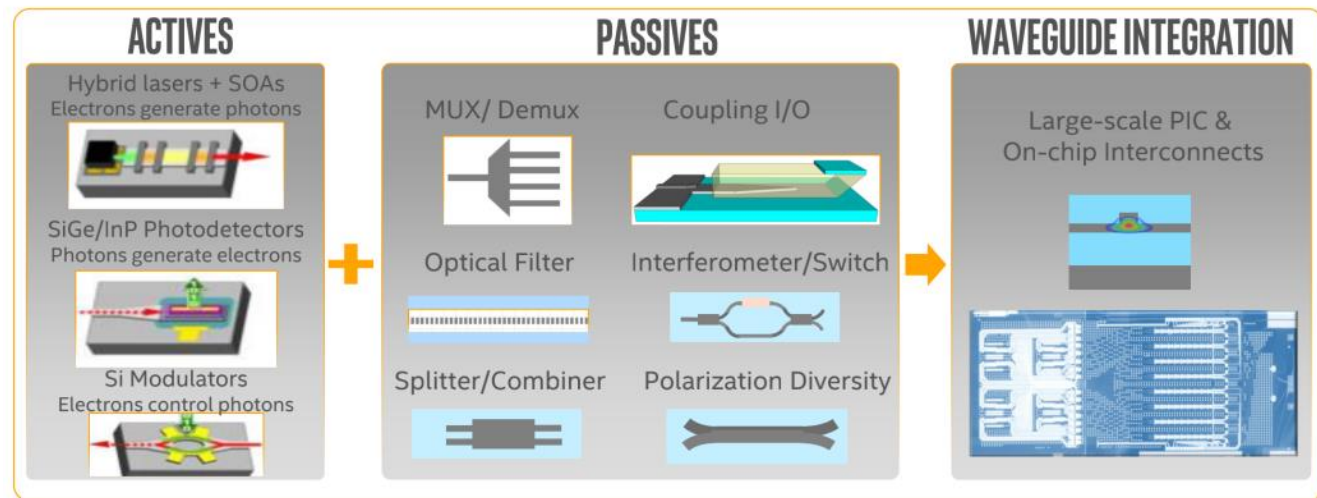 ACTIVES
Hybrid lasers + SOAs
Electrons generate photons
SiGe/InP Photodetectors
Photons generate electrons
Si Modulators
Electrons control photons
PASSIVES
MUX/ Demux
Coupling I/O
Optical Filter
Interferometer/Switch
Splitter/Combiner
Polarization Diversity
WAVEGUIDE INTEGRATION
Large-scale PIC &
On-chip Interconnects